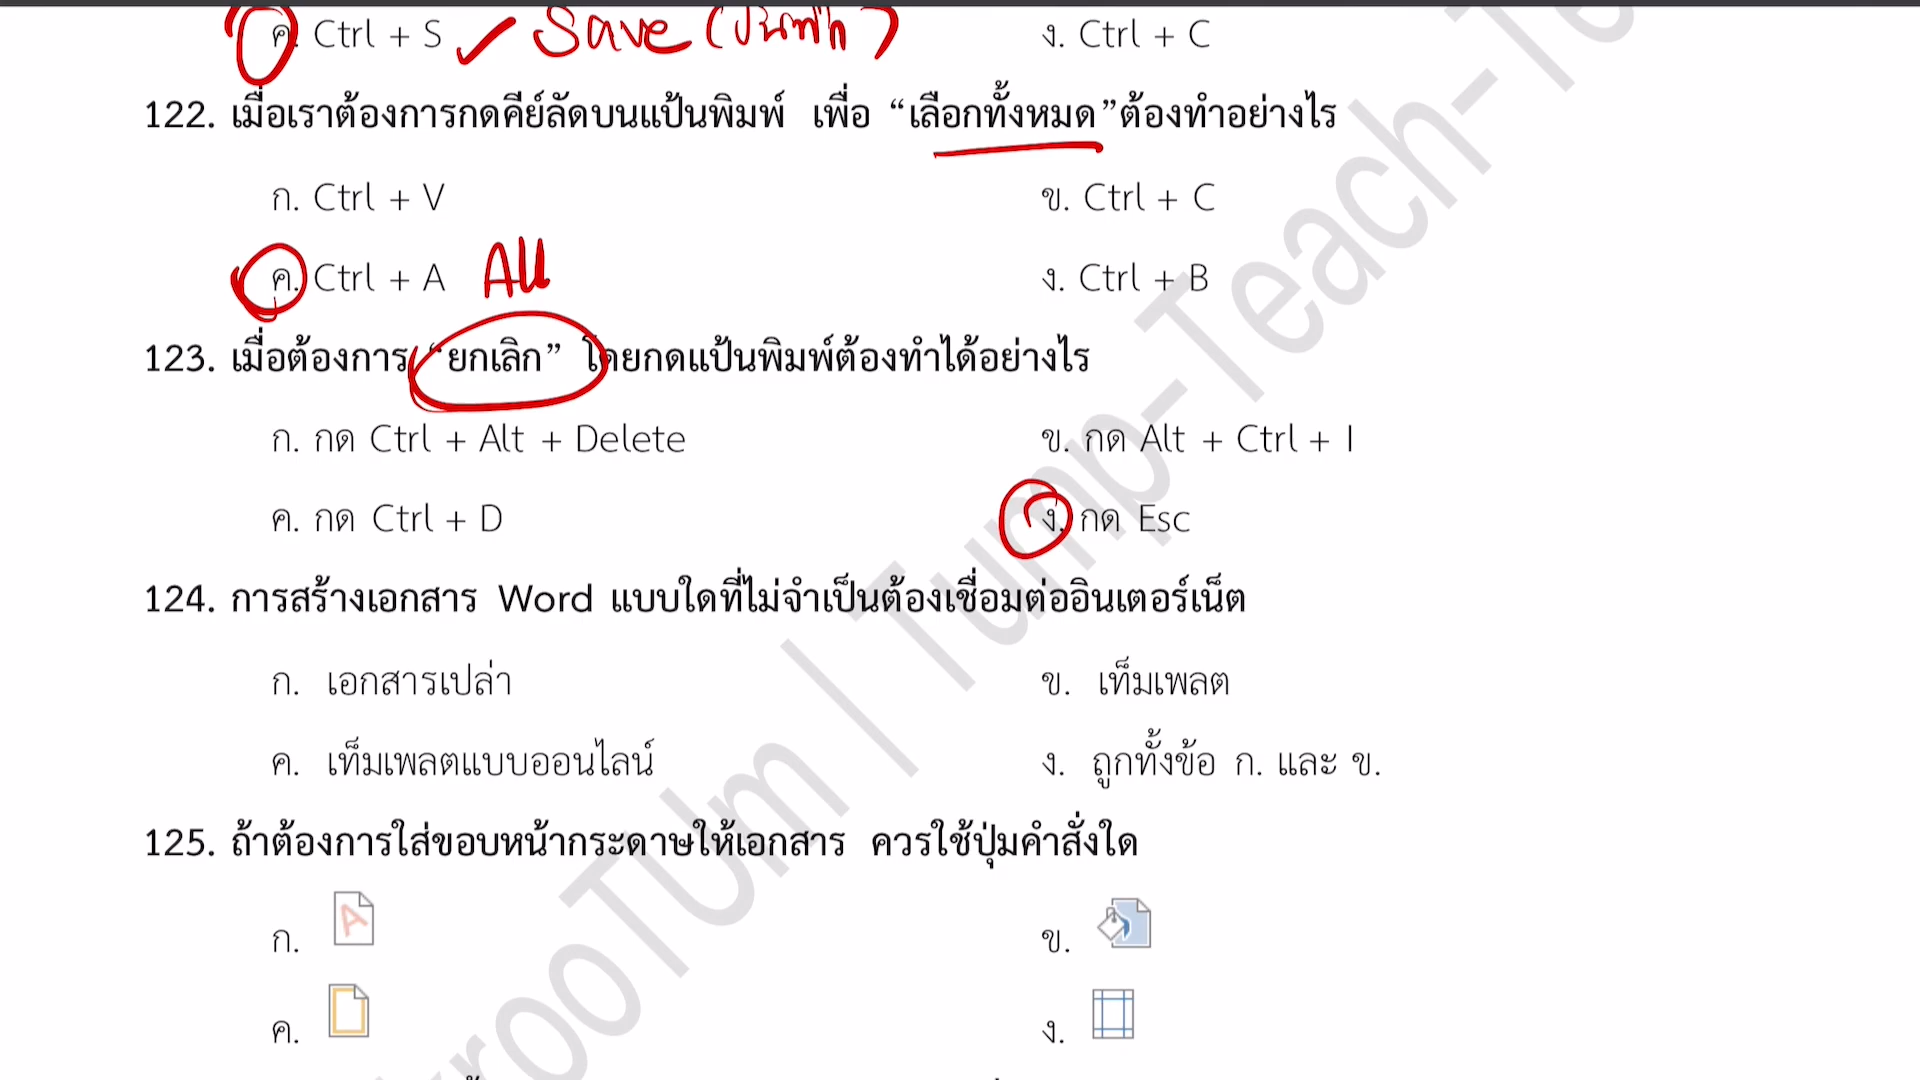 ค. Ctrl + S ✓ Save (บันทึก) ง. Ctrl + C
122. เมื่อเราต้องการกดคีย์ลัดบนแป้นพิมพ์ เพื่อ “เลือกทั้งหมด”ต้องทำอย่างไร
ก. Ctrl + V ข. Ctrl + C
ค. Ctrl + A All ง. Ctrl + B
123. เมื่อต้องการ “ยกเลิก” โดยกดแป้นพิมพ์ต้องทำได้อย่างไร
ก. กด Ctrl + Alt + Delete ข. กด Alt + Ctrl + I
ค. กด Ctrl + D ง. กด Esc
124. การสร้างเอกสาร Word แบบใดที่ไม่จำเป็นต้องเชื่อมต่ออินเตอร์เน็ต
ก. เอกสารเปล่า ข. เท็มเพลต
ค. เท็มเพลตแบบออนไลน์ ง. ถูกทั้งข้อ ก. และ ข.
125. ถ้าต้องการใส่ขอบหน้ากระดาษให้เอกสาร ควรใช้ปุ่มคำสั่งใด
ก. A ข.
ค. ง.
krooTUm | Tump-Teach-Te